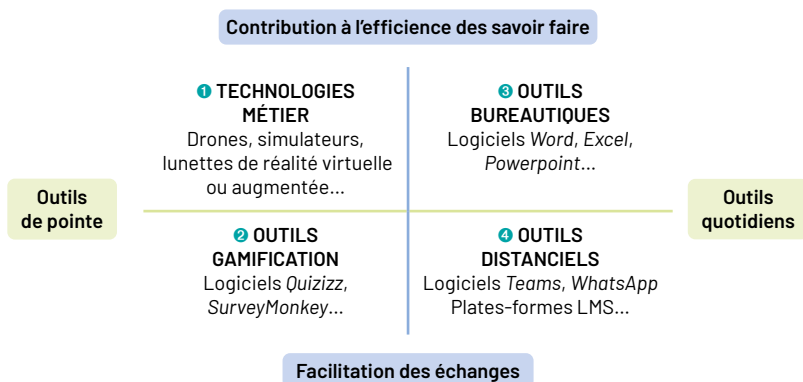 Contribution à l'efficience des savoir faire
❶ TECHNOLOGIES
MÉTIER
Drones, simulateurs,
lunettes de réalité virtuelle
ou augmentée...
❸ OUTILS
BUREAUTIQUES
Logiciels Word, Excel,
Powerpoint...
Outils
de pointe
Outils
quotidiens
❷ OUTILS
GAMIFICATION
Logiciels Quizizz,
SurveyMonkey...
❹ OUTILS
DISTANCIELS
Logiciels Teams, WhatsApp
Plates-formes LMS...
Facilitation des échanges